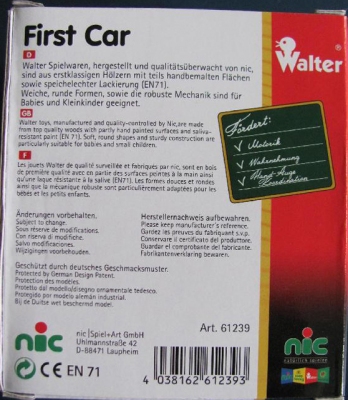 First Car
Walter
D
Walter Spielwaren, hergestellt und qualitätsüberwacht von nic,
sind aus erstklassigen Hölzern mit teils handbemalten Flächen
sowie speichelechter Lackierung (EN71).
Weiche, runde Formen, sowie die robuste Mechanik sind für
Babies und Kleinkinder geeignet.
GB
Walter toys, manufactured and quality-controlled by Nic,are made
from top quality woods with partly hand painted surfaces and saliva-
resistant paint (EN 71). Soft, round shapes and sturdy construction are
particularly suitable for babies and small children.
F
Les jouets Walter de qualité surveillée et fabriqués par nic, sont en bois
de première qualité avec en partie des surfaces peintes à la main ainsi
qu'une laque résistante à la salive (EN71). Les formes douces et rondes
ainsi que la mécanique robuste sont particulièrement adaptées pour les
bébés et les petits enfants.
Fördert:
✓ Motorik
✓ Wahrnehmung
✓ Hand-Auge
Koordination
Änderungen vorbehalten.
Subject to change.
Sous réserve de modifications.
Con riserva di modifiche.
Salvo modificaciones.
Wijzigingen voorbehouden.
Herstellernachweis aufbewahren.
Please keep manufacturer's reference.
Gardez les preuves du fabriquant s.v.p.
Conservare il certificado del produttore.
Guardar el comprobante del fabricante.
Fabrikantenverklaring bewaren.
Geschützt durch deutsches Geschmacksmuster.
Protected by German Design Patent.
Protection des modèles.
Protetto dal modello/disegno ornamentale tedesco.
Protegido por alemán industrial.
Bij de Duitse wet beschermd model.
nic
nic|Spiel+Art GmbH
Uhlmannstraße 42
D-88471 Laupheim
Art. 61239
nic
natürlich spielen
CE EN 71
4 038162 612393